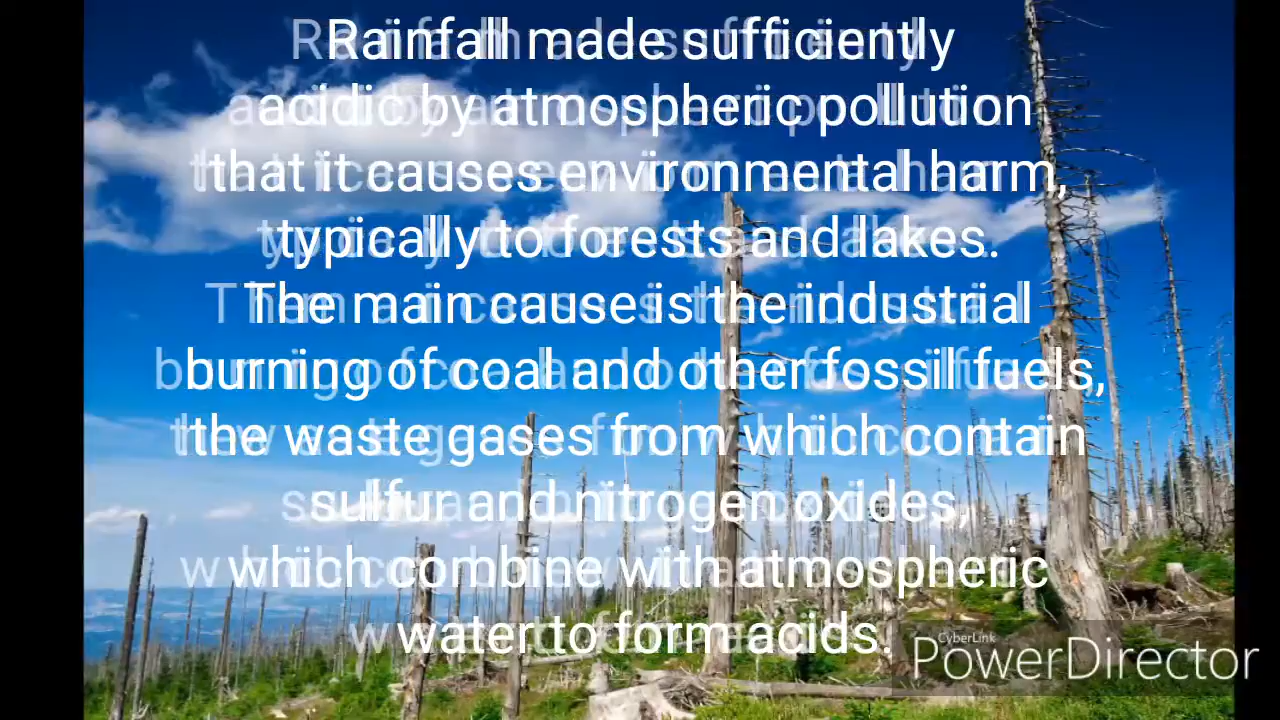 Rainfall made sufficiently
acidic by atmospheric pollution
that it causes environmental harm,
typically to forests and lakes.
The main cause is the industrial
burning of coal and other fossil fuels,
the waste gases from which contain
sulfur and nitrogen oxides,
which combine with atmospheric
water to form acids.
CyberLink
PowerDirector